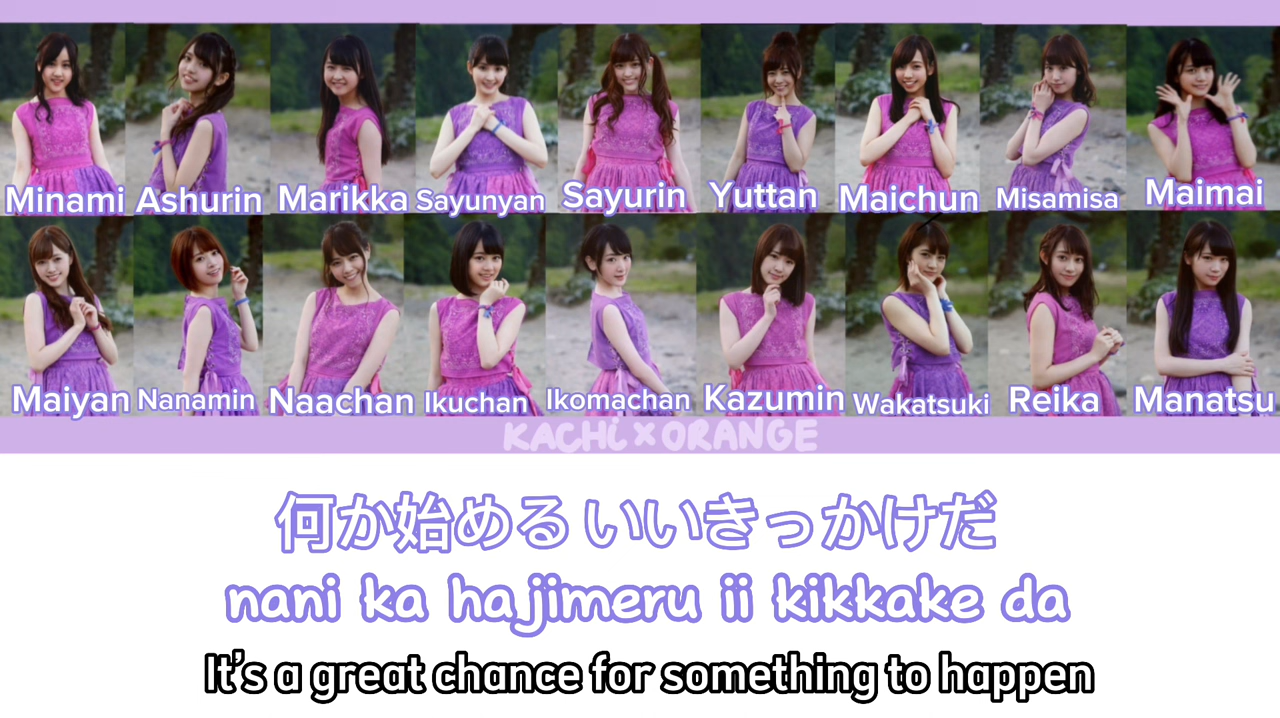 Minami Ashurin Marikka Sayunyan Sayurin Yuttan Maichun Misamisa Maimai
Maiyan Nanamin Naachan Ikuchan Ikomachan Kazumin Wakatsuki Reika Manatsu
KACHi × ORANGE
何か始める いいきっかけだ
nani ka hajimeru ii kikkake da
It's a great chance for something to happen